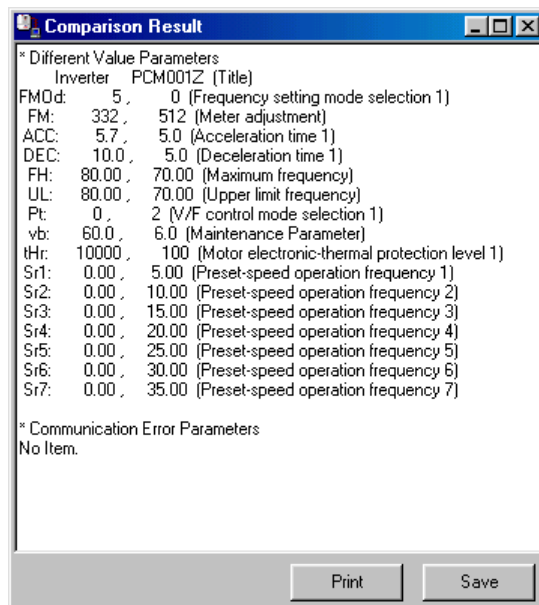 Comparison Result
* Different Value Parameters
Inverter PCM001Z (Title)
FMOd: 5 , 0 (Frequency setting mode selection 1)
FM: 332 , 512 (Meter adjustment)
ACC: 5.7 , 5.0 (Acceleration time 1)
DEC: 10.0 , 5.0 (Deceleration time 1)
FH: 80.00 , 70.00 (Maximum frequency)
UL: 80.00 , 70.00 (Upper limit frequency)
Pt: 0 , 2 (V/F control mode selection 1)
vb: 60.0 , 6.0 (Maintenance Parameter)
tHr: 10000 , 100 (Motor electronic-thermal protection level 1)
Sr1: 0.00 , 5.00 (Preset-speed operation frequency 1)
Sr2: 0.00 , 10.00 (Preset-speed operation frequency 2)
Sr3: 0.00 , 15.00 (Preset-speed operation frequency 3)
Sr4: 0.00 , 20.00 (Preset-speed operation frequency 4)
Sr5: 0.00 , 25.00 (Preset-speed operation frequency 5)
Sr6: 0.00 , 30.00 (Preset-speed operation frequency 6)
Sr7: 0.00 , 35.00 (Preset-speed operation frequency 7)
* Communication Error Parameters
No Item.
Print Save